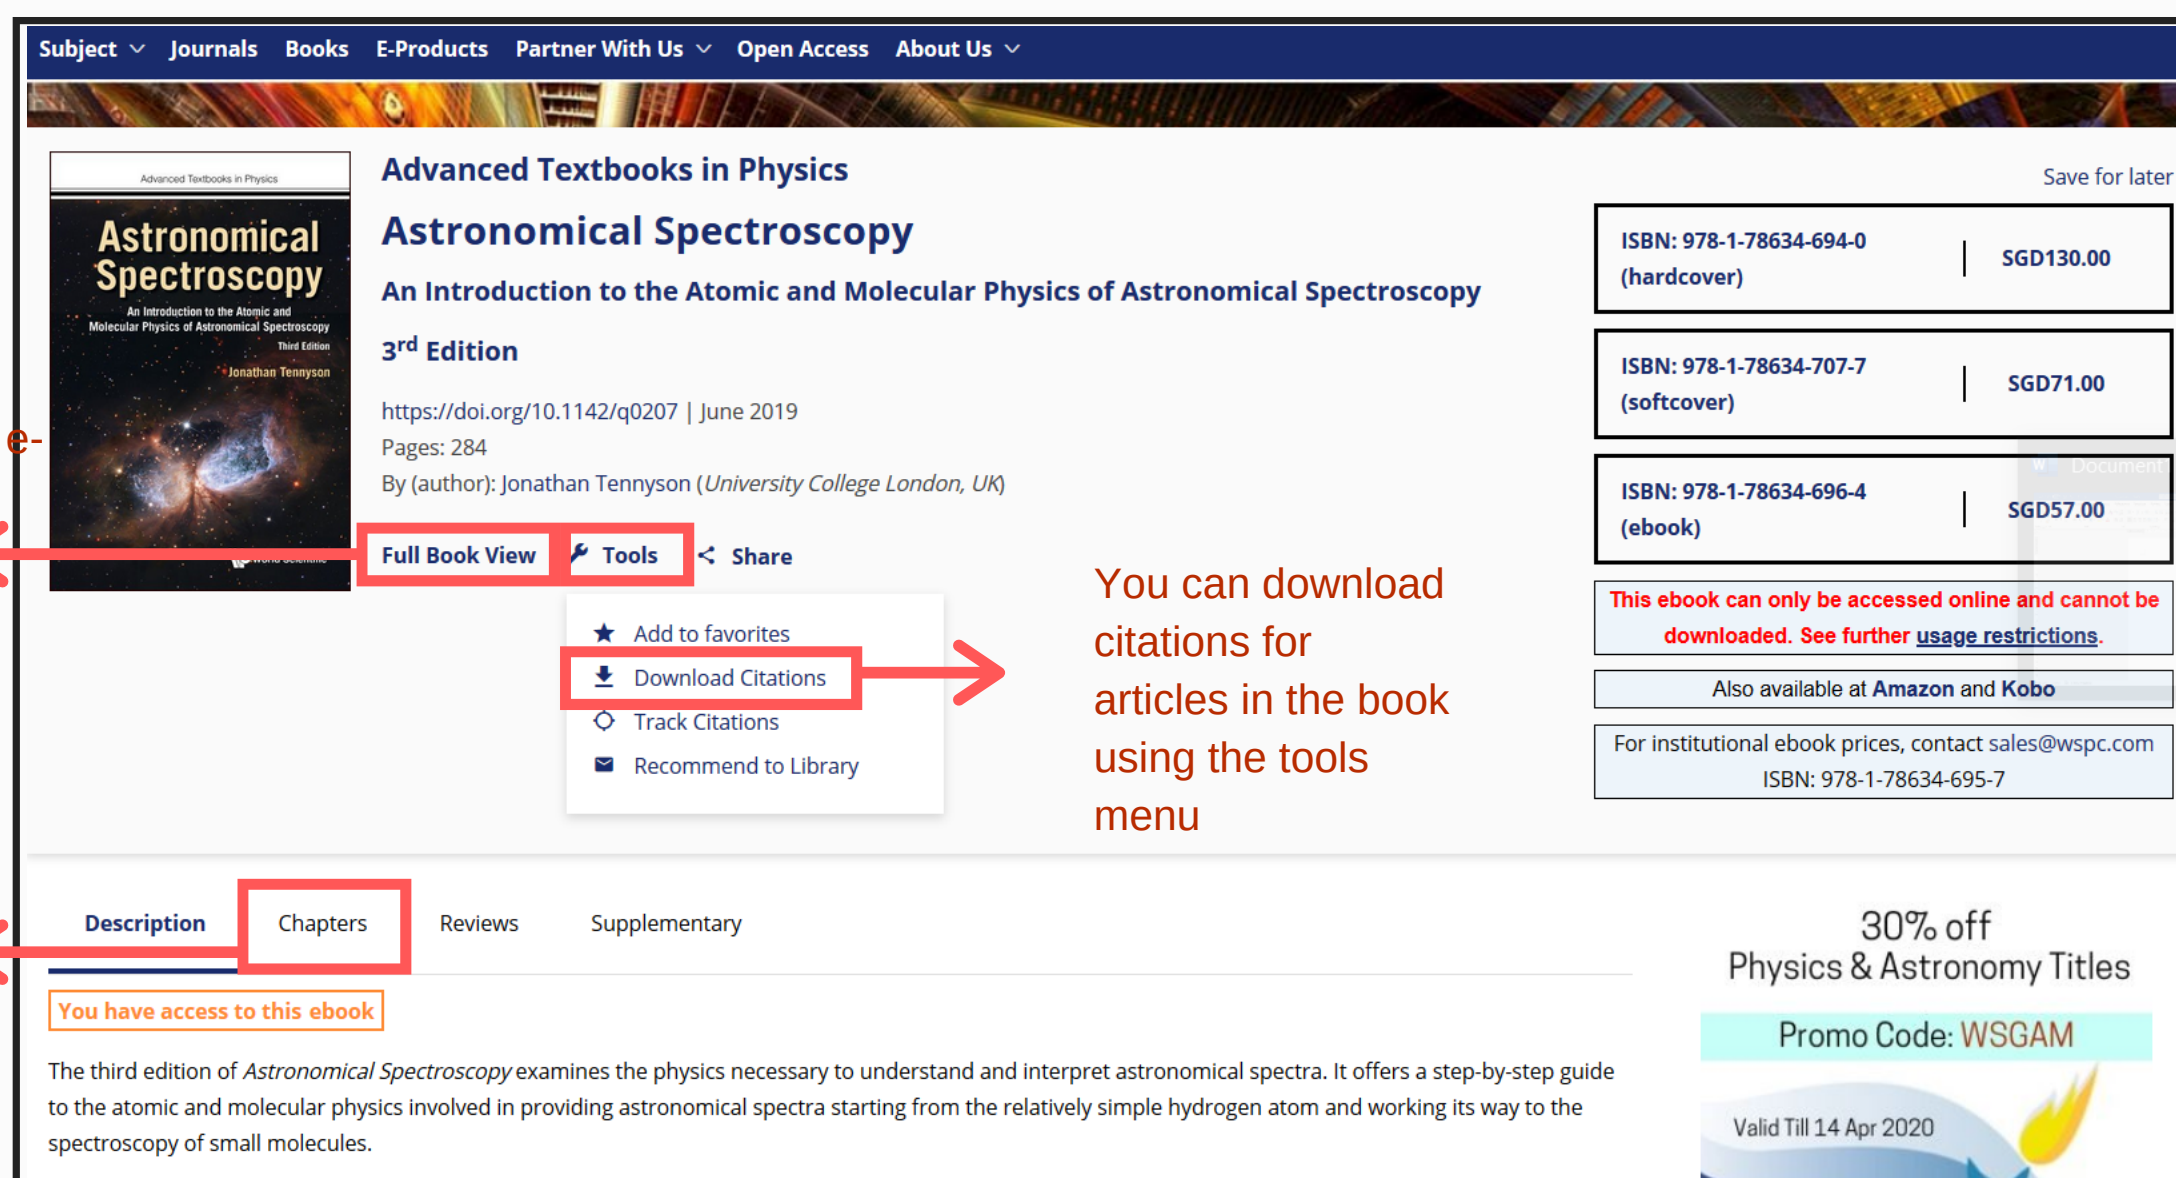 Subject Journals Books E-Products Partner With Us Open Access About Us
Advanced Textbooks in Physics
Astronomical
Spectroscopy
An Introduction to the Atomic and
Molecular Physics of Astronomical Spectroscopy
Third Edition
Jonathan Tennyson
Advanced Textbooks in Physics
Astronomical Spectroscopy
An Introduction to the Atomic and Molecular Physics of Astronomical Spectroscopy
3rd Edition
https://doi.org/10.1142/q0207 | June 2019
Pages: 284
By (author): Jonathan Tennyson (University College London, UK)
e-
Full Book View Tools Share
Add to favorites
Download Citations
Track Citations
Recommend to Library
You can download
citations for
articles in the book
using the tools
menu
Save for later
ISBN: 978-1-78634-694-0
(hardcover)
SGD130.00
ISBN: 978-1-78634-707-7
(softcover)
SGD71.00
Document
ISBN: 978-1-78634-696-4
(ebook)
SGD57.00
This ebook can only be accessed online and cannot be
downloaded. See further usage restrictions.
Also available at Amazon and Kobo
For institutional ebook prices, contact sales@wspc.com
ISBN: 978-1-78634-695-7
Description Chapters Reviews Supplementary
You have access to this ebook
The third edition of Astronomical Spectroscopy examines the physics necessary to understand and interpret astronomical spectra. It offers a step-by-step guide
to the atomic and molecular physics involved in providing astronomical spectra starting from the relatively simple hydrogen atom and working its way to the
spectroscopy of small molecules.
30% off
Physics & Astronomy Titles
Promo Code: WSGAM
Valid Till 14 Apr 2020